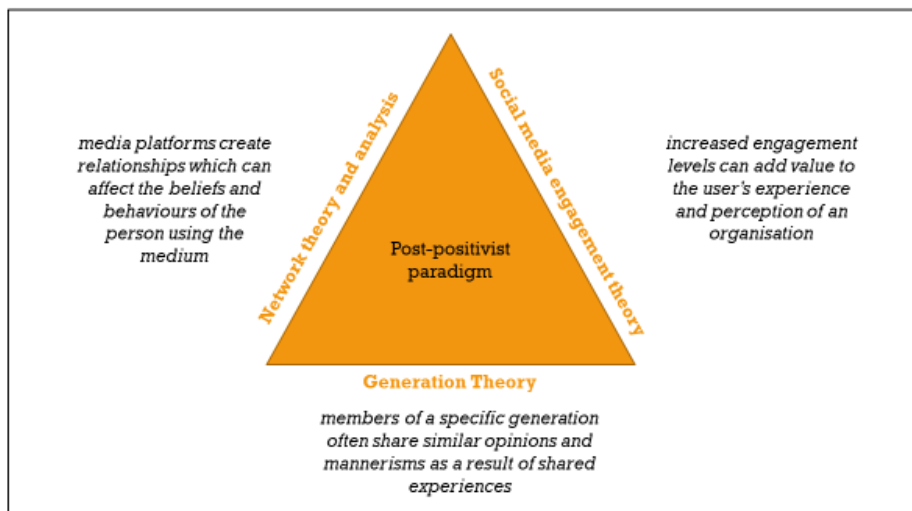 Network theory and analysis
media platforms create
relationships which can
affect the beliefs and
behaviours of the
person using the
medium
Social media engagement theory
increased engagement
levels can add value to
the user's experience
and perception of an
organisation
Post-positivist
paradigm
Generation Theory
members of a specific generation
often share similar opinions and
mannerisms as a result of shared
experiences